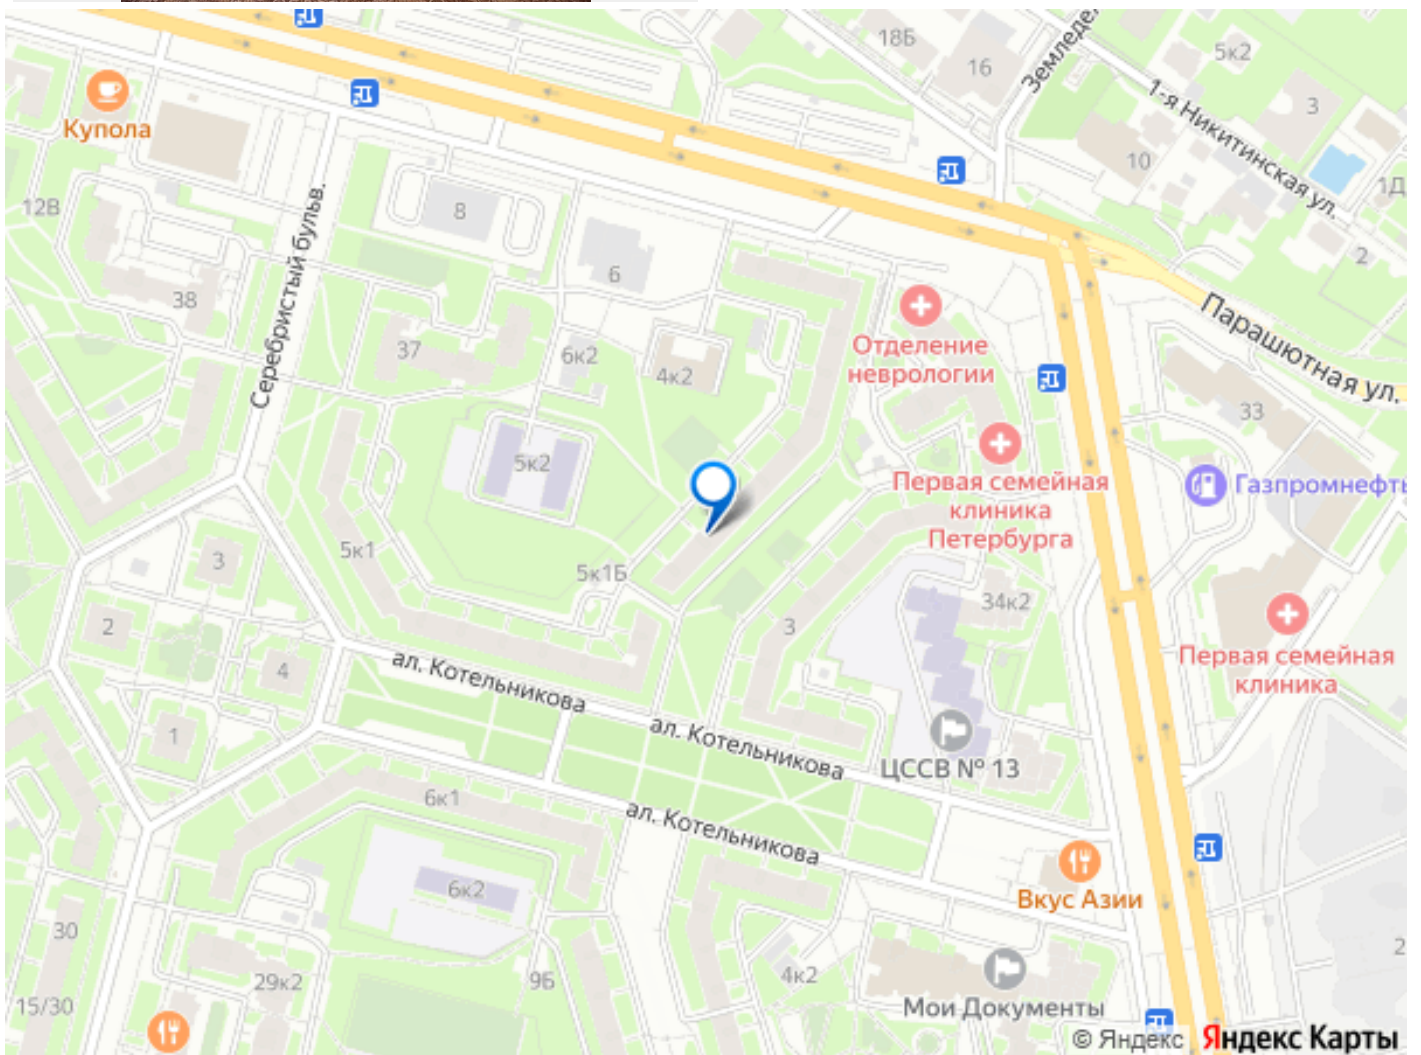 18Б
16
Земледе
5к2
3
1-я Никитинская ул.
10
1Д
2
Купола
12В
8
6
38
Серебристый бульв.
37
6к2
4к2
Отделение
неврологии
Парашютная ул.
33
5к2
Первая семейная
клиника
Петербурга
Газпромнефть
5к1
3
5к1Б
34к2
2
3
4
1
ал. Котельникова
ал. Котельникова
Первая семейная
клиника
ЦССВ № 13
6к1
ал. Котельникова
6к2
Вкус Азии
30
29к2
9Б
4к2
2
15/30
Мои Документы
© Яндекс Яндекс Карты